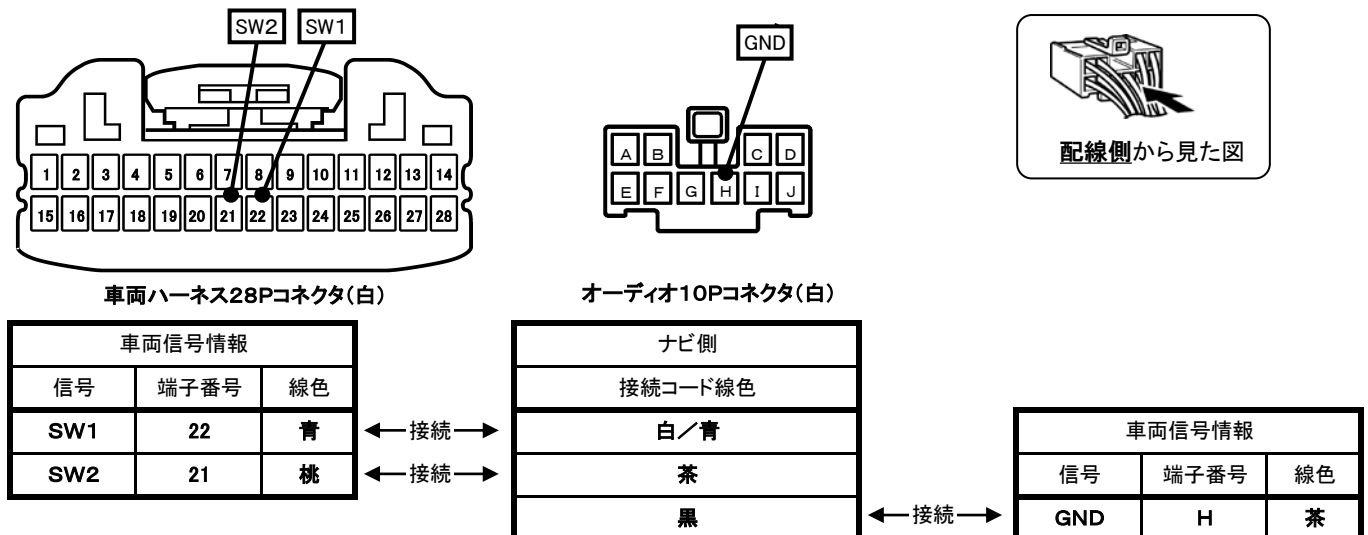 SW2 SW1
GND
配線側から見た図
A B C D
E F G H I J
1 2 3 4 5 6 7 8 9 10 11 12 13 14
15 16 17 18 19 20 21 22 23 24 25 26 27 28
車両ハーネス28Pコネクタ(白)
オーディオ10Pコネクタ(白)
車両信号情報
信号 端子番号 線色
SW1 22 青
SW2 21 桃
接続
接続
ナビ側
接続コード線色
白/青
茶
黒
接続
車両信号情報
信号 端子番号 線色
GND H 茶